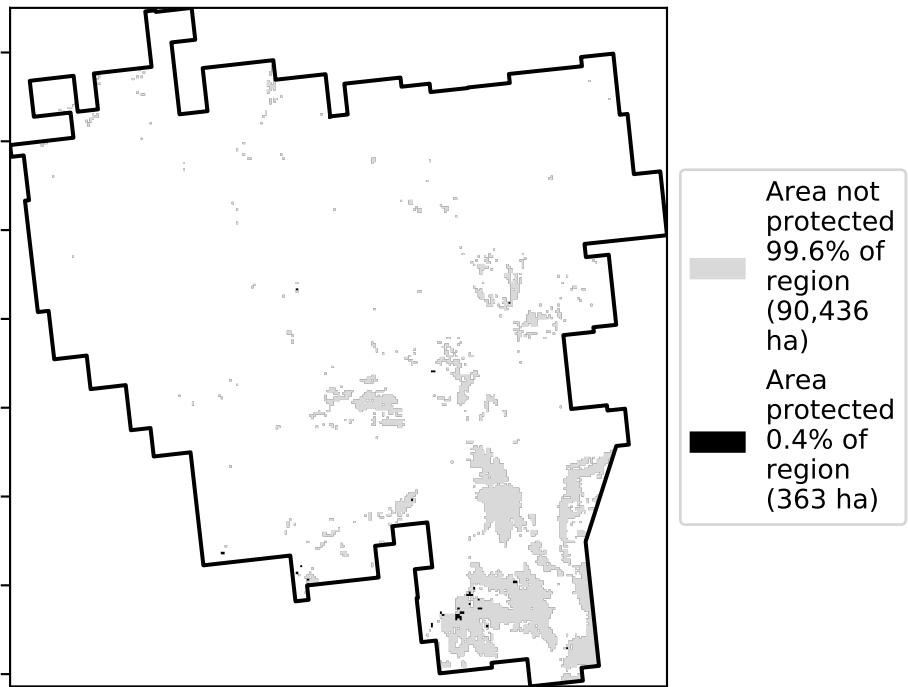 Area not
protected
99.6% of
region
(90,436
ha)
Area
protected
0.4% of
region
(363 ha)